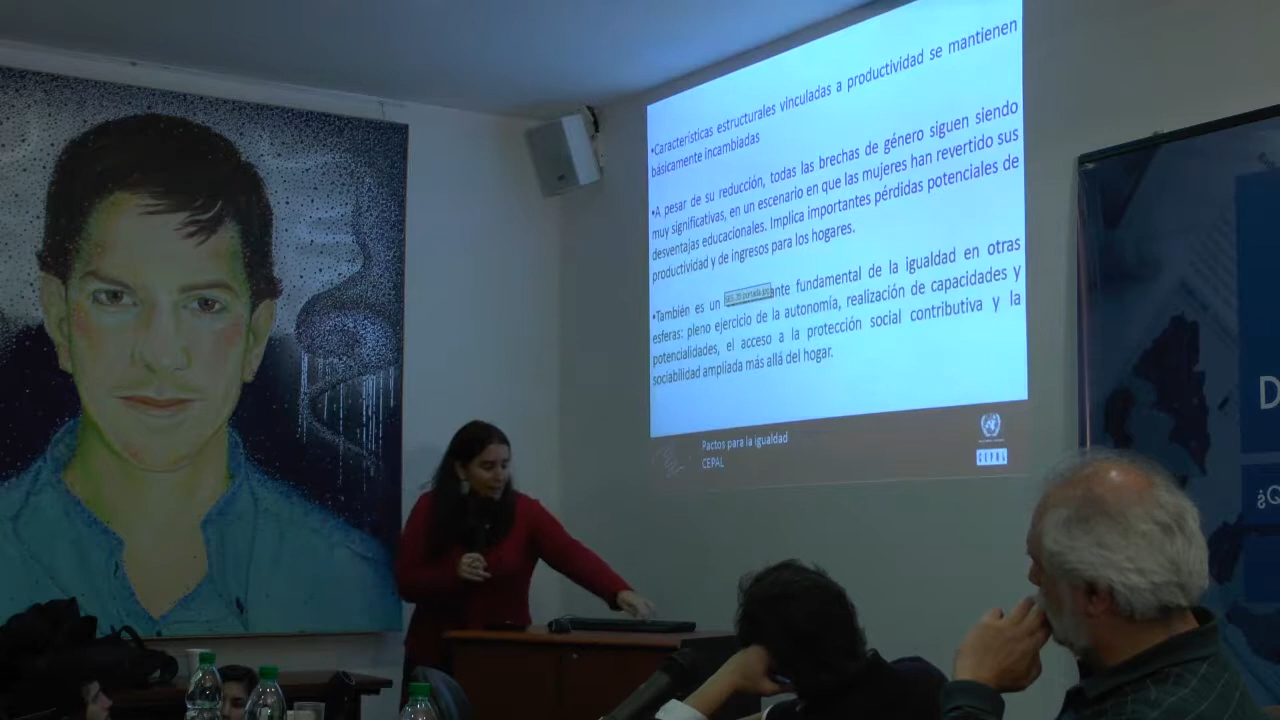 •Características estructurales vinculadas a productividad se mantienen
básicamente incambiadas
•A pesar de su reducción, todas las brechas de género siguen siendo
muy significativas, en un escenario en que las mujeres han revertido sus
desventajas educacionales. Implica importantes pérdidas potenciales de
productividad y de ingresos para los hogares.
•También es un ante fundamental de la igualdad en otras
esferas: pleno ejercicio de la autonomía, realización de capacidades y
potencialidades, el acceso a la protección social contributiva y la
sociabilidad ampliada más allá del hogar.
Pactos para la igualdad
CEPAL
CEPAL
D
¿Q